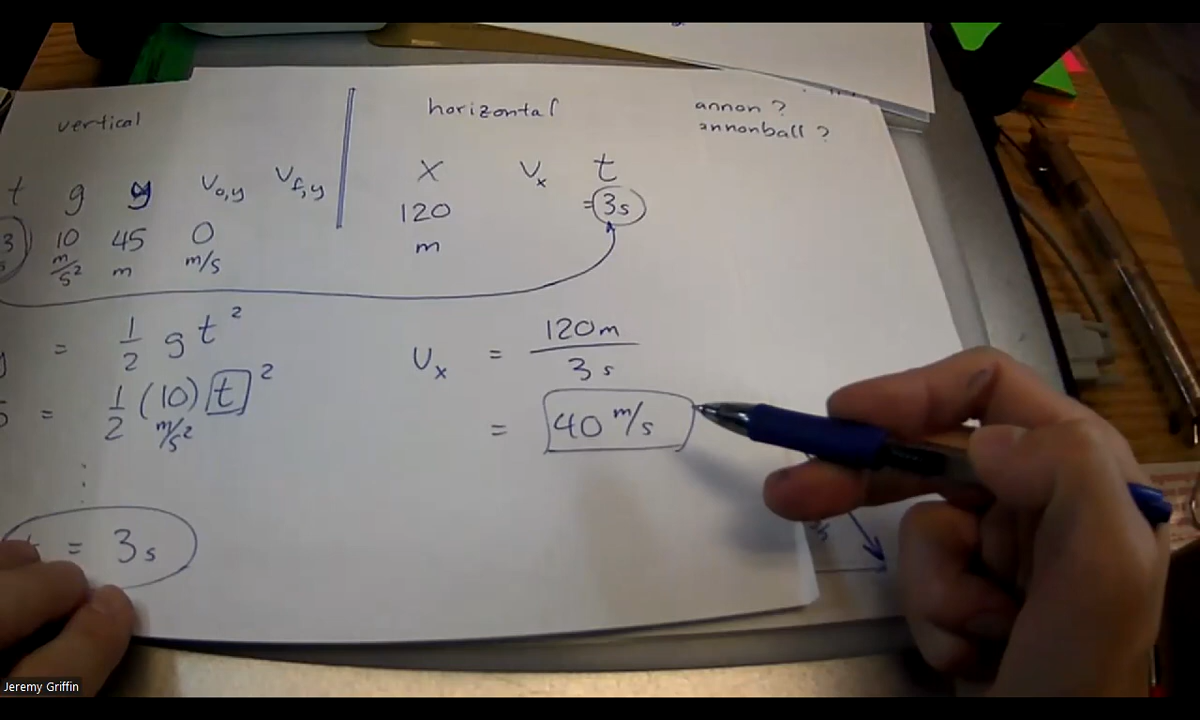 vertical
horizontal
annon?
annonball?
t g y v₀,y v_f,y
x vₓ t
3 10 m/s² 45 m 0 m/s
120 m = 3s
= 1/2 g t²
= 1/2 (10) m/s² t ²
⋮
= 3s
vₓ = 120m / 3s
= 40 m/s
Jeremy Griffin